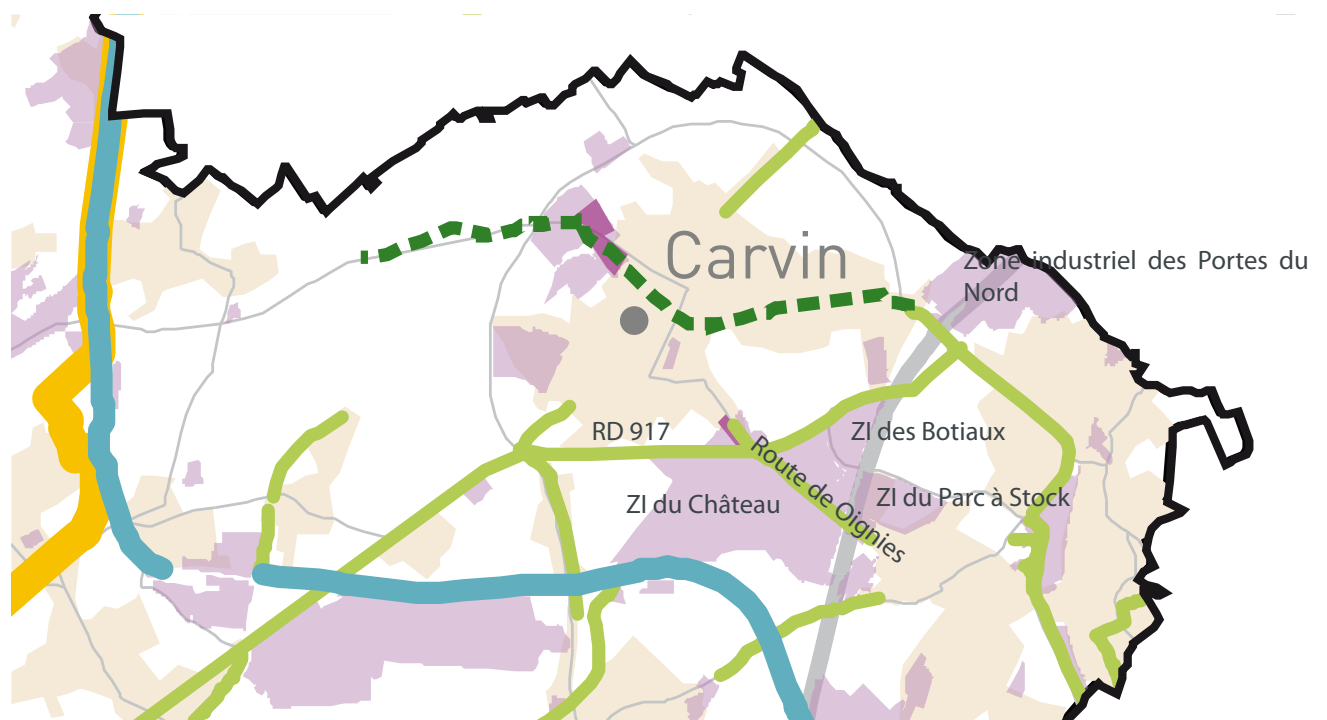 Carvin
Zone industriel des Portes du
Nord
RD 917
ZI des Botiaux
Route de Oignies
ZI du Château
ZI du Parc à Stock